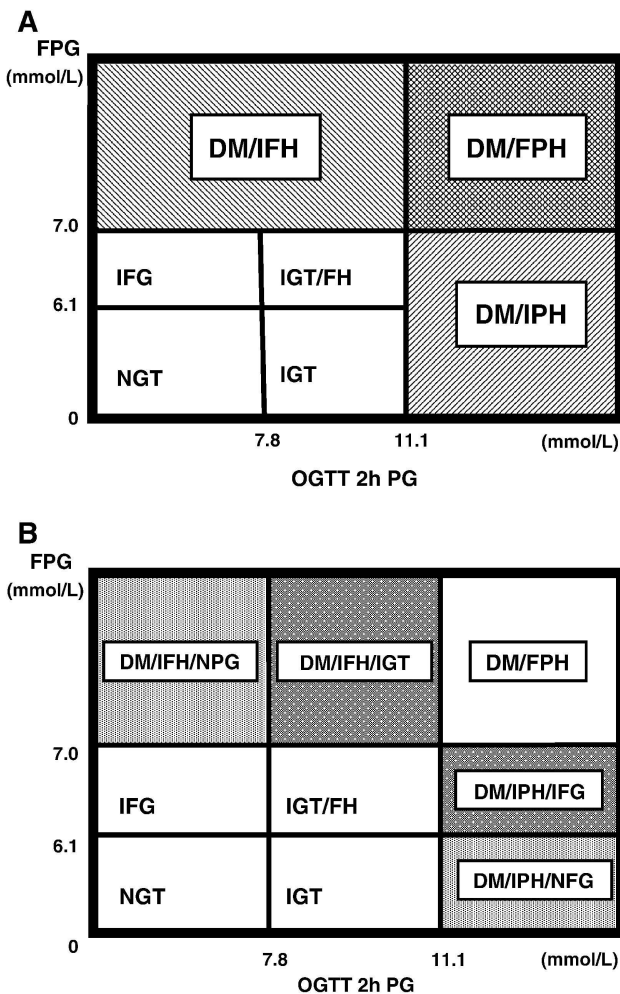 A
FPG
(mmol/L)
DM/IFH
DM/FPH
7.0
IFG
IGT/FH
DM/IPH
6.1
NGT
IGT
0
7.8
11.1
(mmol/L)
OGTT 2h PG
B
FPG
(mmol/L)
DM/IFH/NPG
DM/IFH/IGT
DM/FPH
7.0
IFG
IGT/FH
DM/IPH/IFG
6.1
NGT
IGT
DM/IPH/NFG
0
7.8
11.1
(mmol/L)
OGTT 2h PG